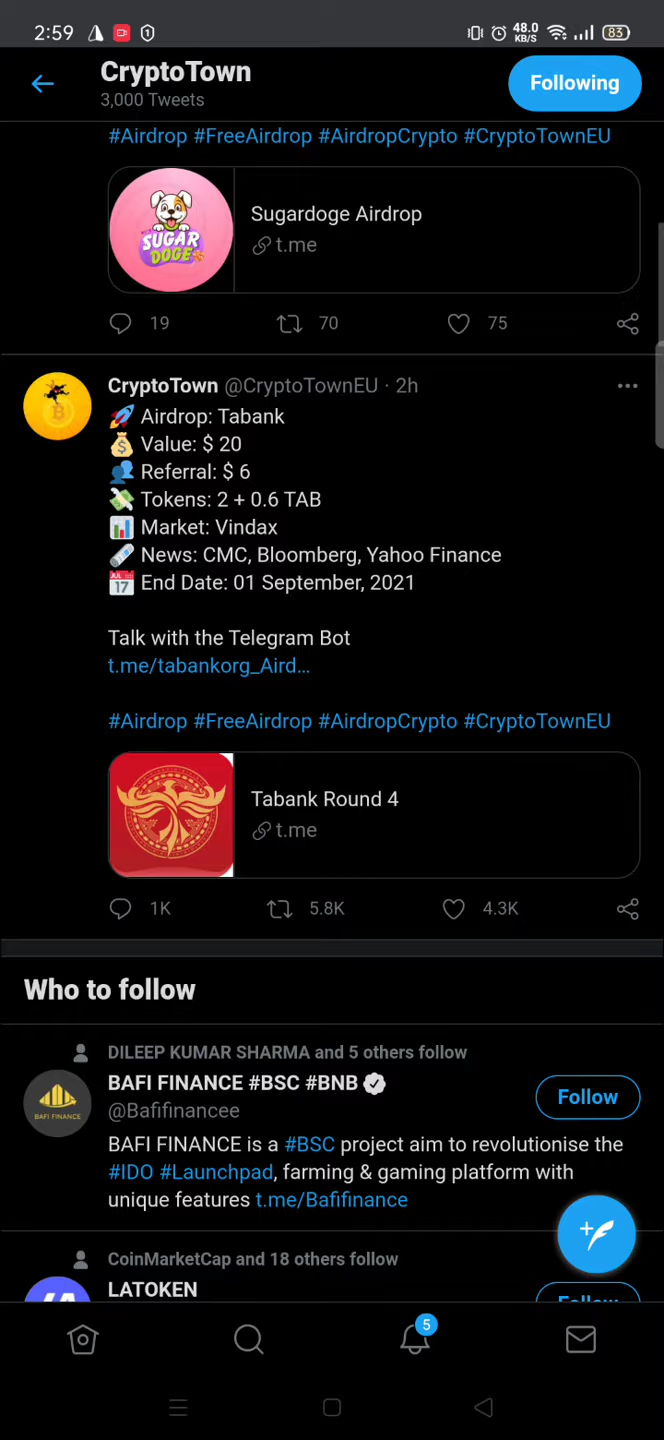 2:59
48.0
KB/S
83
CryptoTown
3,000 Tweets
Following
#Airdrop #FreeAirdrop #AirdropCrypto #CryptoTownEU
SUGAR
DOGE
Sugardoge Airdrop
t.me
19
70
75
CryptoTown @CryptoTownEU · 2h
🚀 Airdrop: Tabank
💰 Value: $ 20
👥 Referral: $ 6
💸 Tokens: 2 + 0.6 TAB
📊 Market: Vindax
🗞 News: CMC, Bloomberg, Yahoo Finance
📅 End Date: 01 September, 2021
Talk with the Telegram Bot
t.me/tabankorg_Aird...
#Airdrop #FreeAirdrop #AirdropCrypto #CryptoTownEU
Tabank Round 4
t.me
1K
5.8K
4.3K
Who to follow
DILEEP KUMAR SHARMA and 5 others follow
BAFI FINANCE #BSC #BNB
@Bafifinancee
Follow
BAFI FINANCE
BAFI FINANCE is a #BSC project aim to revolutionise the
#IDO #Launchpad, farming & gaming platform with
unique features t.me/Bafifinance
CoinMarketCap and 18 others follow
LATOKEN
Follow
5